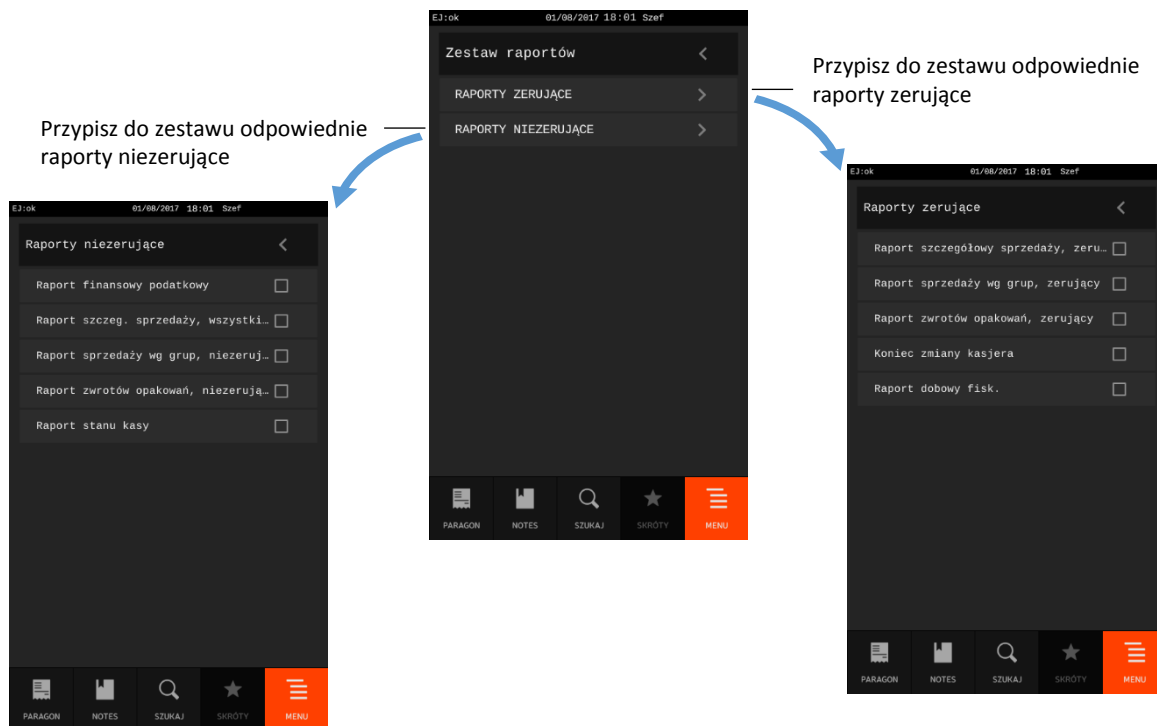 EJ:ok 01/08/2017 18:01 Szef
Zestaw raportów
RAPORTY ZERUJĄCE
RAPORTY NIEZERUJĄCE
PARAGON NOTES SZUKAJ SKRÓTY MENU
Przypisz do zestawu odpowiednie
raporty zerujące
Przypisz do zestawu odpowiednie
raporty niezerujące
EJ:ok 01/08/2017 18:01 Szef
Raporty niezerujące
Raport finansowy podatkowy
Raport szczeg. sprzedaży, wszystki…
Raport sprzedaży wg grup, niezeruj…
Raport zwrotów opakowań, niezerują…
Raport stanu kasy
PARAGON NOTES SZUKAJ SKRÓTY MENU
EJ:ok 01/08/2017 18:01 Szef
Raporty zerujące
Raport szczegółowy sprzedaży, zeru…
Raport sprzedaży wg grup, zerujący
Raport zwrotów opakowań, zerujący
Koniec zmiany kasjera
Raport dobowy fisk.
PARAGON NOTES SZUKAJ SKRÓTY MENU